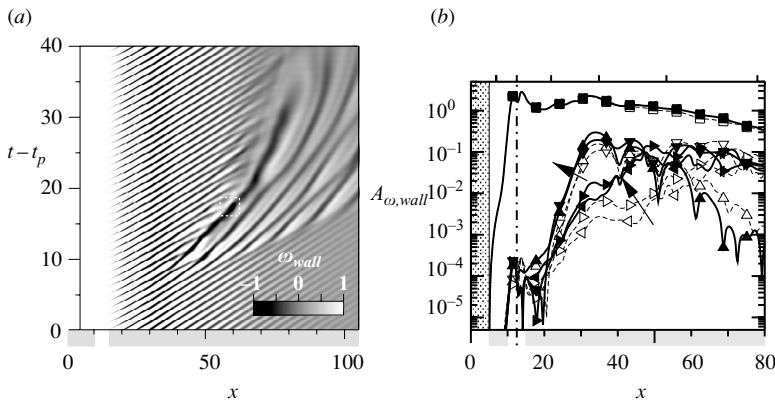 (a)
(b)
40
30
t – t_p
20
10
0
ω_wall
−1 0 1
0 50 100
x
A_ω,wall
10^0
10^-1
10^-2
10^-3
10^-4
10^-5
0 20 40 60 80
x